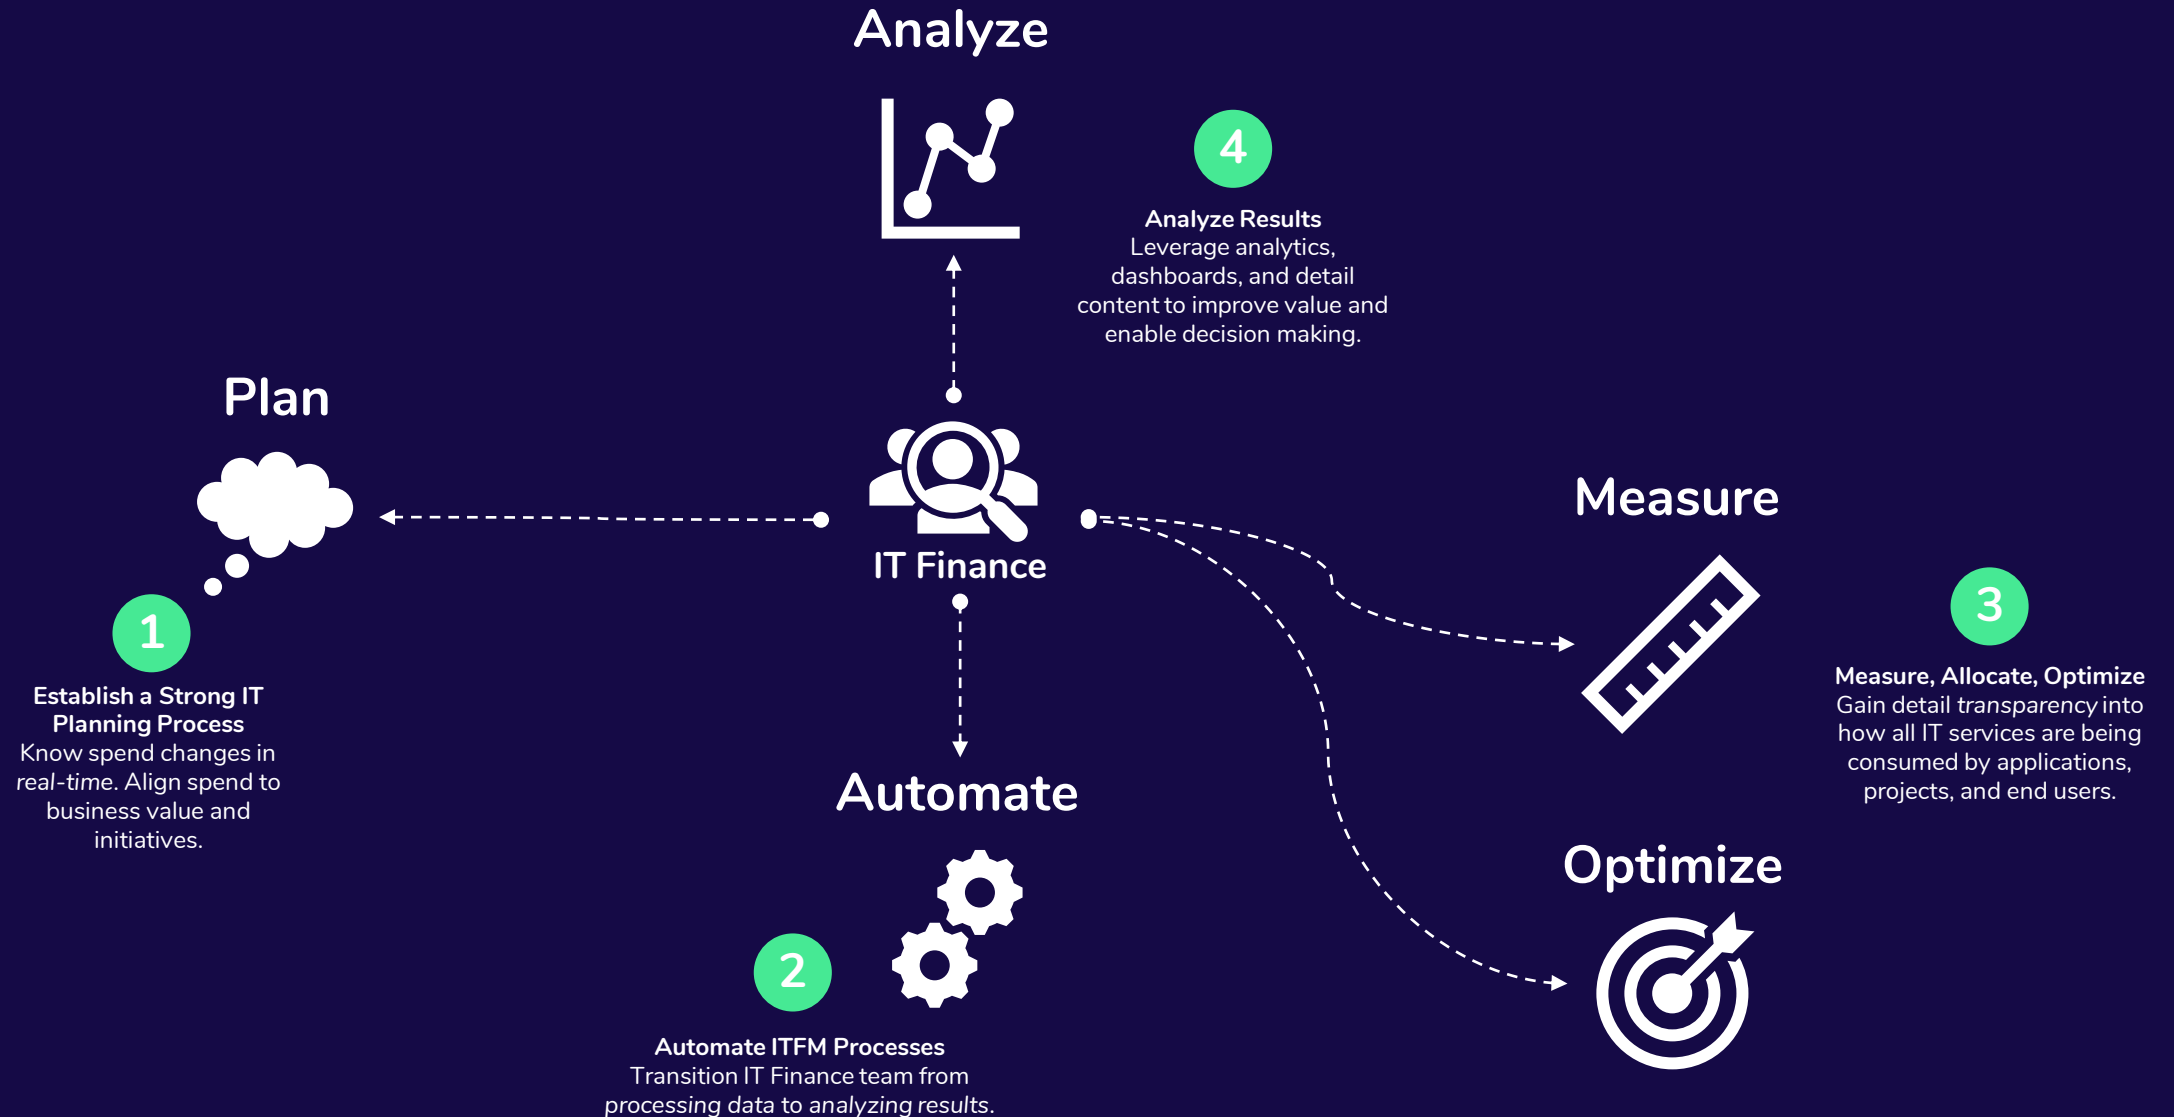 Analyze
4
Analyze Results
Leverage analytics,
dashboards, and detail
content to improve value and
enable decision making.
Plan
1
Establish a Strong IT
Planning Process
Know spend changes in
real-time. Align spend to
business value and
initiatives.
IT Finance
Automate
2
Automate ITFM Processes
Transition IT Finance team from
processing data to analyzing results.
Measure
3
Measure, Allocate, Optimize
Gain detail transparency into
how all IT services are being
consumed by applications,
projects, and end users.
Optimize